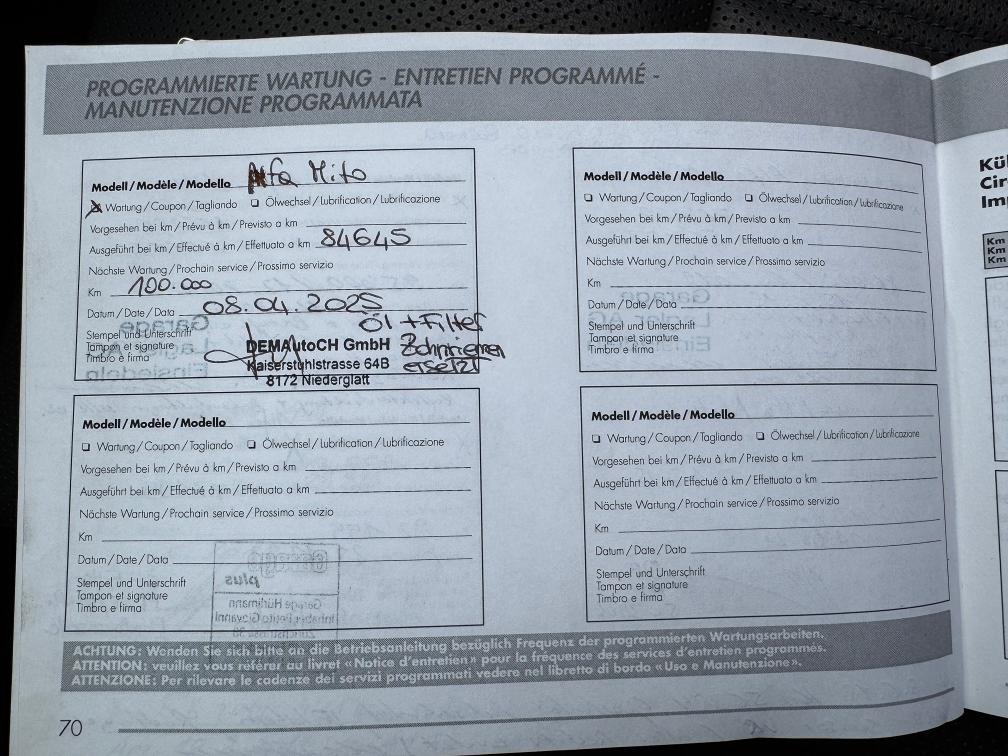 PROGRAMMIERTE WARTUNG - ENTRETIEN PROGRAMMÉ -
MANUTENZIONE PROGRAMMATA
Modell/Modèle/Modello Alfa Mito
☒ Wartung/Coupon/Tagliando ☐ Ölwechsel/Lubrification/Lubrificazione
Vorgesehen bei km/Prévu à km/Previsto a km
Ausgeführt bei km/Effectué à km/Effettuato a km 84645
Nächste Wartung/Prochain service/Prossimo servizio
Km 100.000
Datum/Date/Data 08.04.2025
Stempel und Unterschrift
Tampon et signature
Timbro e firma
Öl + Filter
Zahnriemen
ersetzt
DEMAutoCH GmbH
Kaiserstuhlstrasse 64B
8172 Niederglatt
Modell/Modèle/Modello
☐ Wartung/Coupon/Tagliando ☐ Ölwechsel/Lubrification/Lubrificazione
Vorgesehen bei km/Prévu à km/Previsto a km
Ausgeführt bei km/Effectué à km/Effettuato a km
Nächste Wartung/Prochain service/Prossimo servizio
Km
Datum/Date/Data
Stempel und Unterschrift
Tampon et signature
Timbro e firma
Modell/Modèle/Modello
☐ Wartung/Coupon/Tagliando ☐ Ölwechsel/Lubrification/Lubrificazione
Vorgesehen bei km/Prévu à km/Previsto a km
Ausgeführt bei km/Effectué à km/Effettuato a km
Nächste Wartung/Prochain service/Prossimo servizio
Km
Datum/Date/Data
Stempel und Unterschrift
Tampon et signature
Timbro e firma
Modell/Modèle/Modello
☐ Wartung/Coupon/Tagliando ☐ Ölwechsel/Lubrification/Lubrificazione
Vorgesehen bei km/Prévu à km/Previsto a km
Ausgeführt bei km/Effectué à km/Effettuato a km
Nächste Wartung/Prochain service/Prossimo servizio
Km
Datum/Date/Data
Stempel und Unterschrift
Tampon et signature
Timbro e firma
ACHTUNG: Wenden Sie sich bitte an die Betriebsanleitung bezüglich Frequenz der programmierten Wartungsarbeiten.
ATTENTION: veuillez vous référer au livret «Notice d'entretien» pour la fréquence des services d'entretien programmés.
ATTENZIONE: Per rilevare le cadenze dei servizi programmati vedere nel libretto di bordo «Uso e Manutenzione».
70
Km
Km
Km